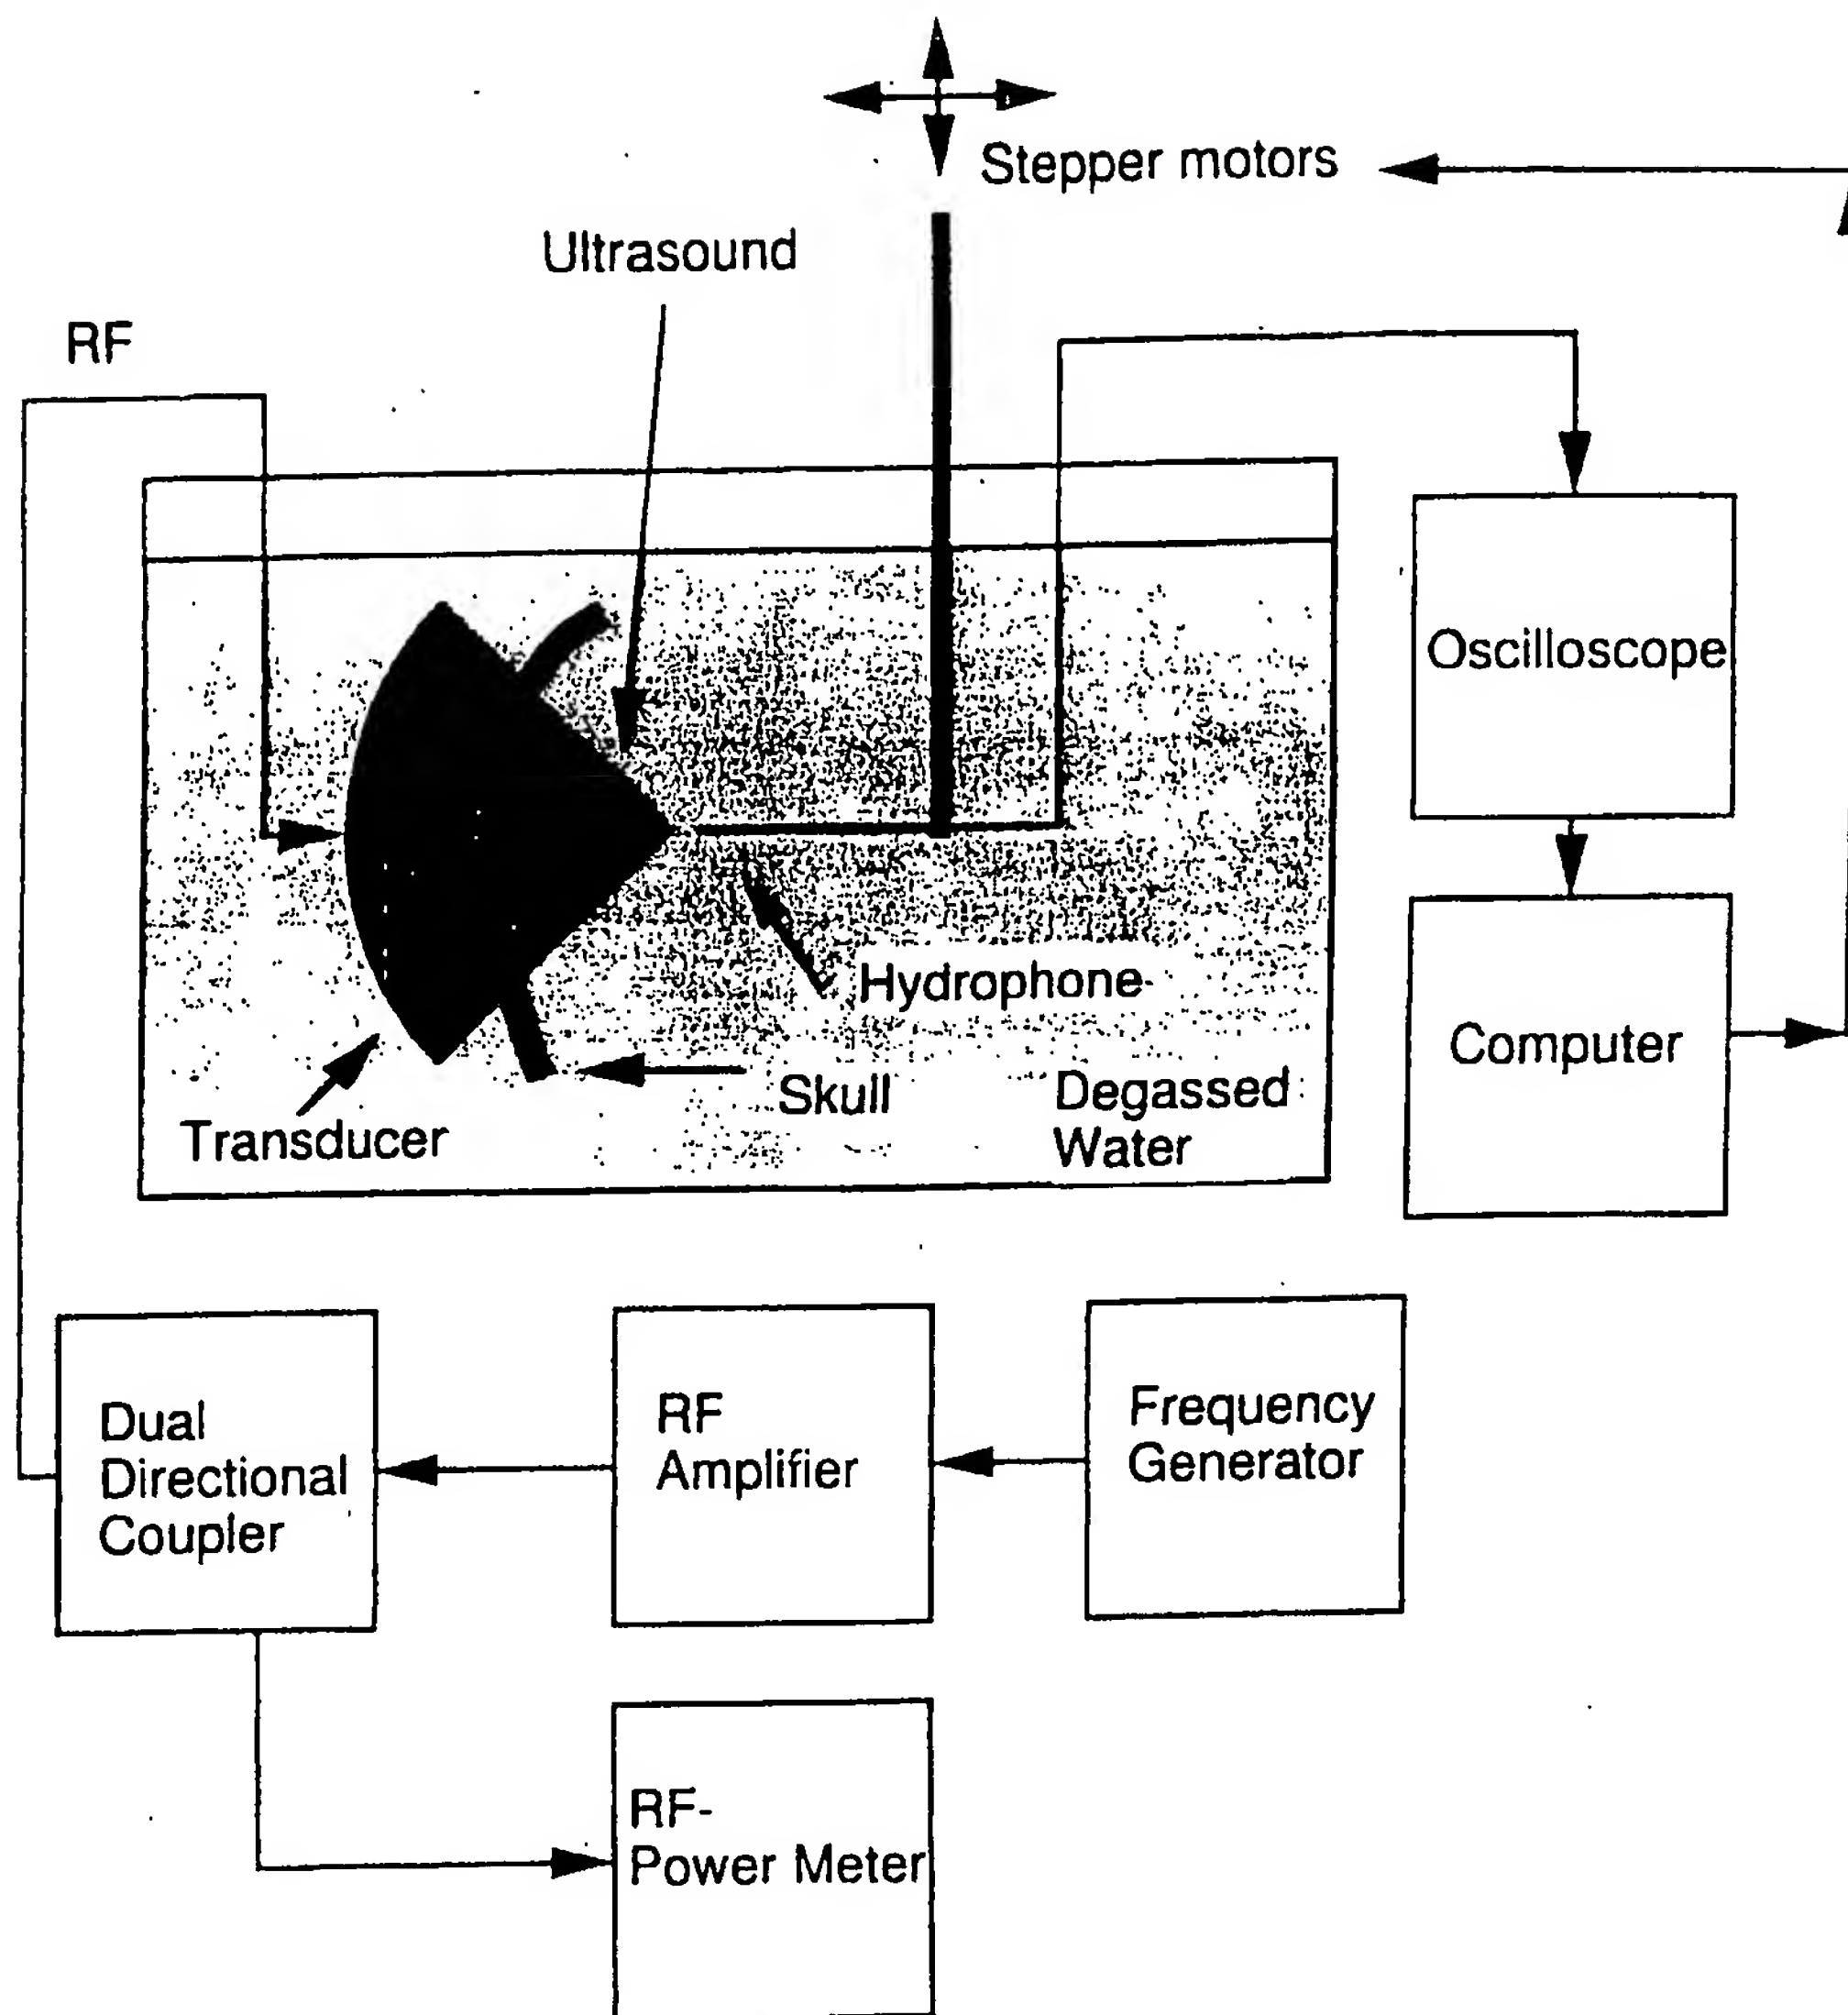 Stepper motors
Ultrasound
RF
Oscilloscope
Hydrophone
Computer
Skull
Degassed
Water
Transducer
Dual
Directional
Coupler
RF
Amplifier
Frequency
Generator
RF-
Power Meter